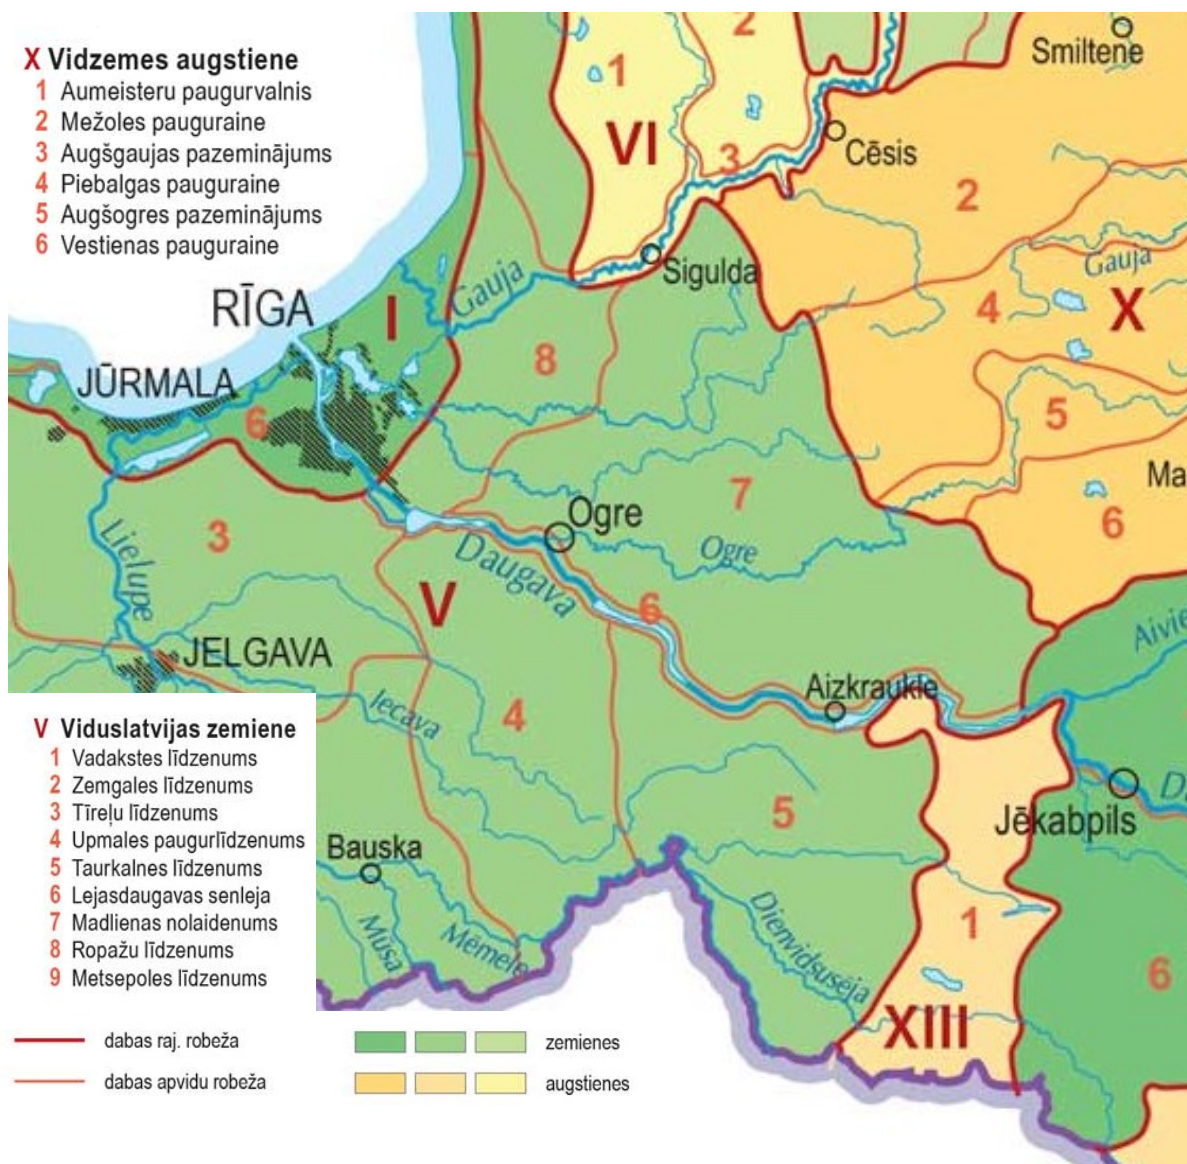 X Vidzemes augstiene
1 Aumeisteru paugurvalnis
2 Mežoles pauguraine
3 Augšgaujas pazeminājums
4 Piebalgas pauguraine
5 Augšogres pazeminājums
6 Vestienas pauguraine
2
Smiltene
1
VI
3
Cēsis
2
Gauja
Sigulda
Gauja
RĪGA
I
4
X
8
JŪRMALA
6
5
Ma
7
6
3
Ogre
Ogre
Lielupe
Daugava
V
6
Aivie
JELGAVA
Aizkraukle
Iecava
4
V Viduslatvijas zemiene
1 Vadakstes līdzenums
2 Zemgales līdzenums
3 Tīreļu līdzenums
4 Upmales paugurlīdzenums
5 Taurkalnes līdzenums
6 Lejasdaugavas senleja
7 Madlienas nolaidenums
8 Ropažu līdzenums
9 Metsepoles līdzenums
5
D
Jēkabpils
Bauska
Mūsa
Mēmele
Dienvidsusēja
1
6
XIII
dabas raj. robeža
zemienes
dabas apvidu robeža
augstienes